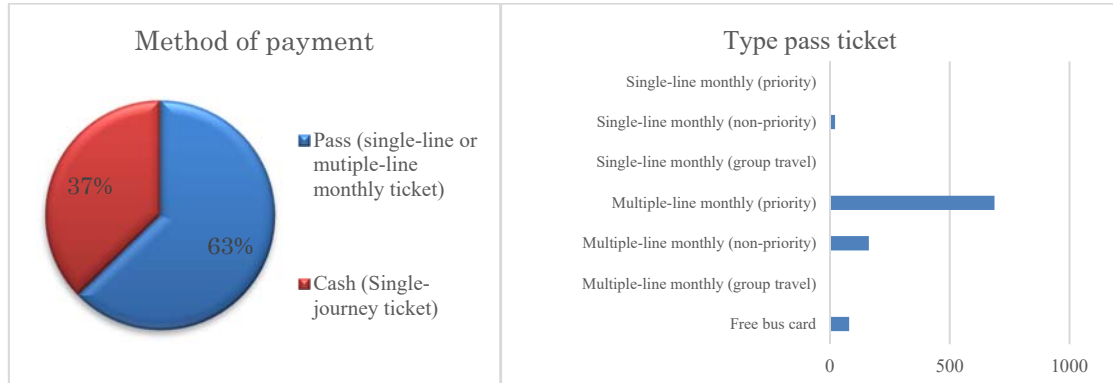 Method of payment
37%
63%
Pass (single-line or
mutiple-line
monthly ticket)
Cash (Single-
journey ticket)
Type pass ticket
Single-line monthly (priority)
Single-line monthly (non-priority)
Single-line monthly (group travel)
Multiple-line monthly (priority)
Multiple-line monthly (non-priority)
Multiple-line monthly (group travel)
Free bus card
0
500
1000